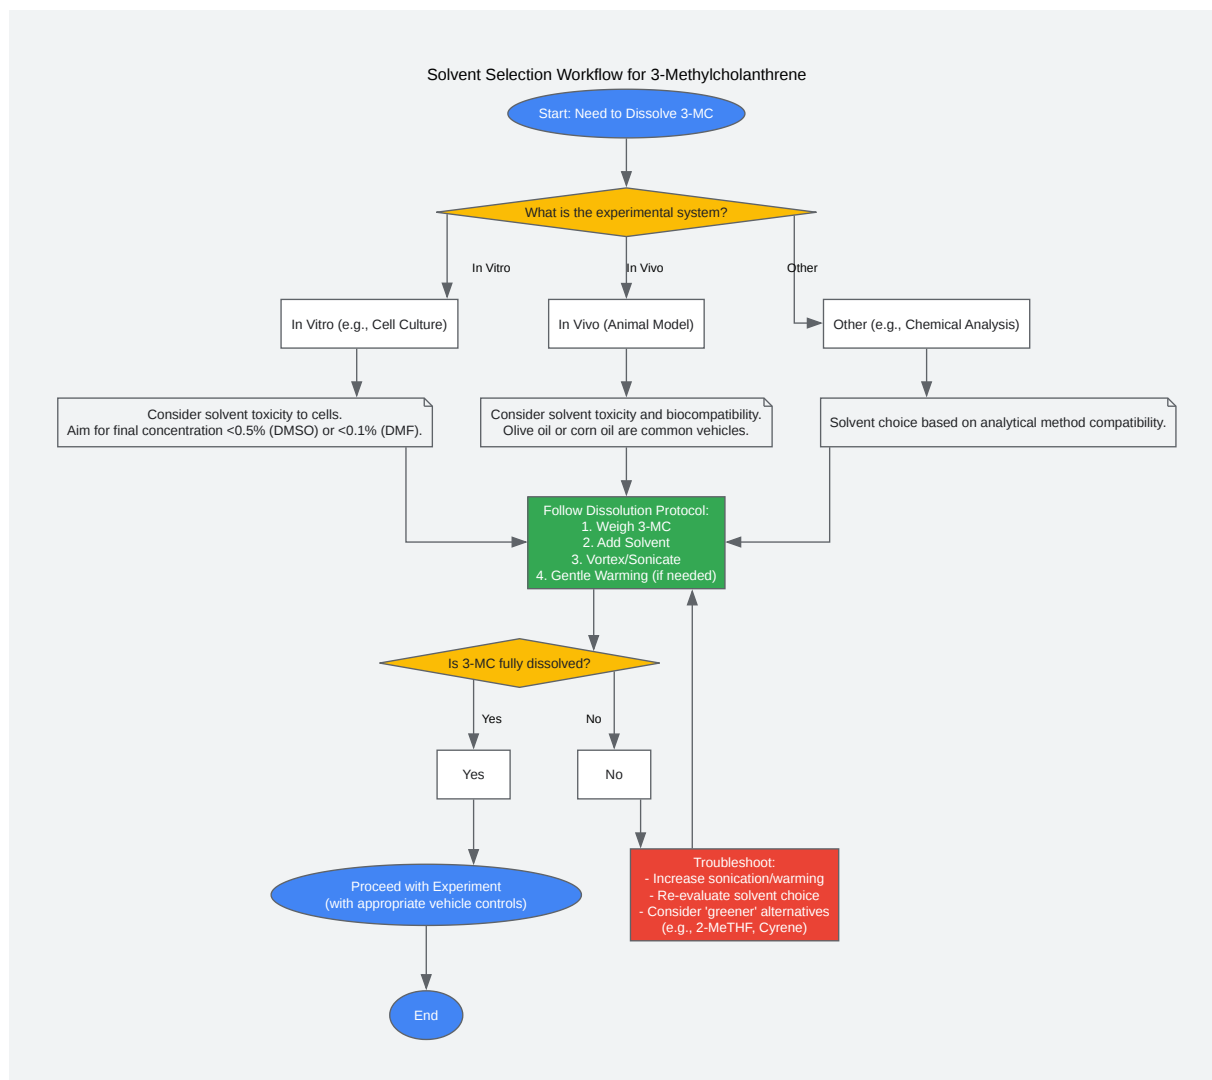 Solvent Selection Workflow for 3-Methylcholanthrene
Start: Need to Dissolve 3-MC
What is the experimental system?
In Vitro
In Vivo
Other
In Vitro (e.g., Cell Culture)
In Vivo (Animal Model)
Other (e.g., Chemical Analysis)
Consider solvent toxicity to cells.
Aim for final concentration <0.5% (DMSO) or <0.1% (DMF).
Consider solvent toxicity and biocompatibility.
Olive oil or corn oil are common vehicles.
Solvent choice based on analytical method compatibility.
Follow Dissolution Protocol:
1. Weigh 3-MC
2. Add Solvent
3. Vortex/Sonicate
4. Gentle Warming (if needed)
Is 3-MC fully dissolved?
Yes
No
Yes
No
Troubleshoot:
- Increase sonication/warming
- Re-evaluate solvent choice
- Consider 'greener' alternatives
(e.g., 2-MeTHF, Cyrene)
Proceed with Experiment
(with appropriate vehicle controls)
End